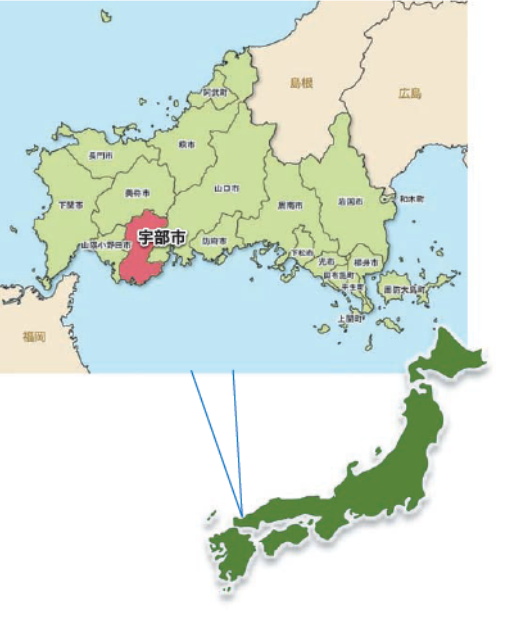 島根
広島
阿武町
萩市
長門市
山口市
美祢市
岩国市
和木町
下関市
周南市
宇部市
防府市
山陽小野田市
下松市
光市
柳井市
田布施町
平生町
周防大島町
上関町
福岡